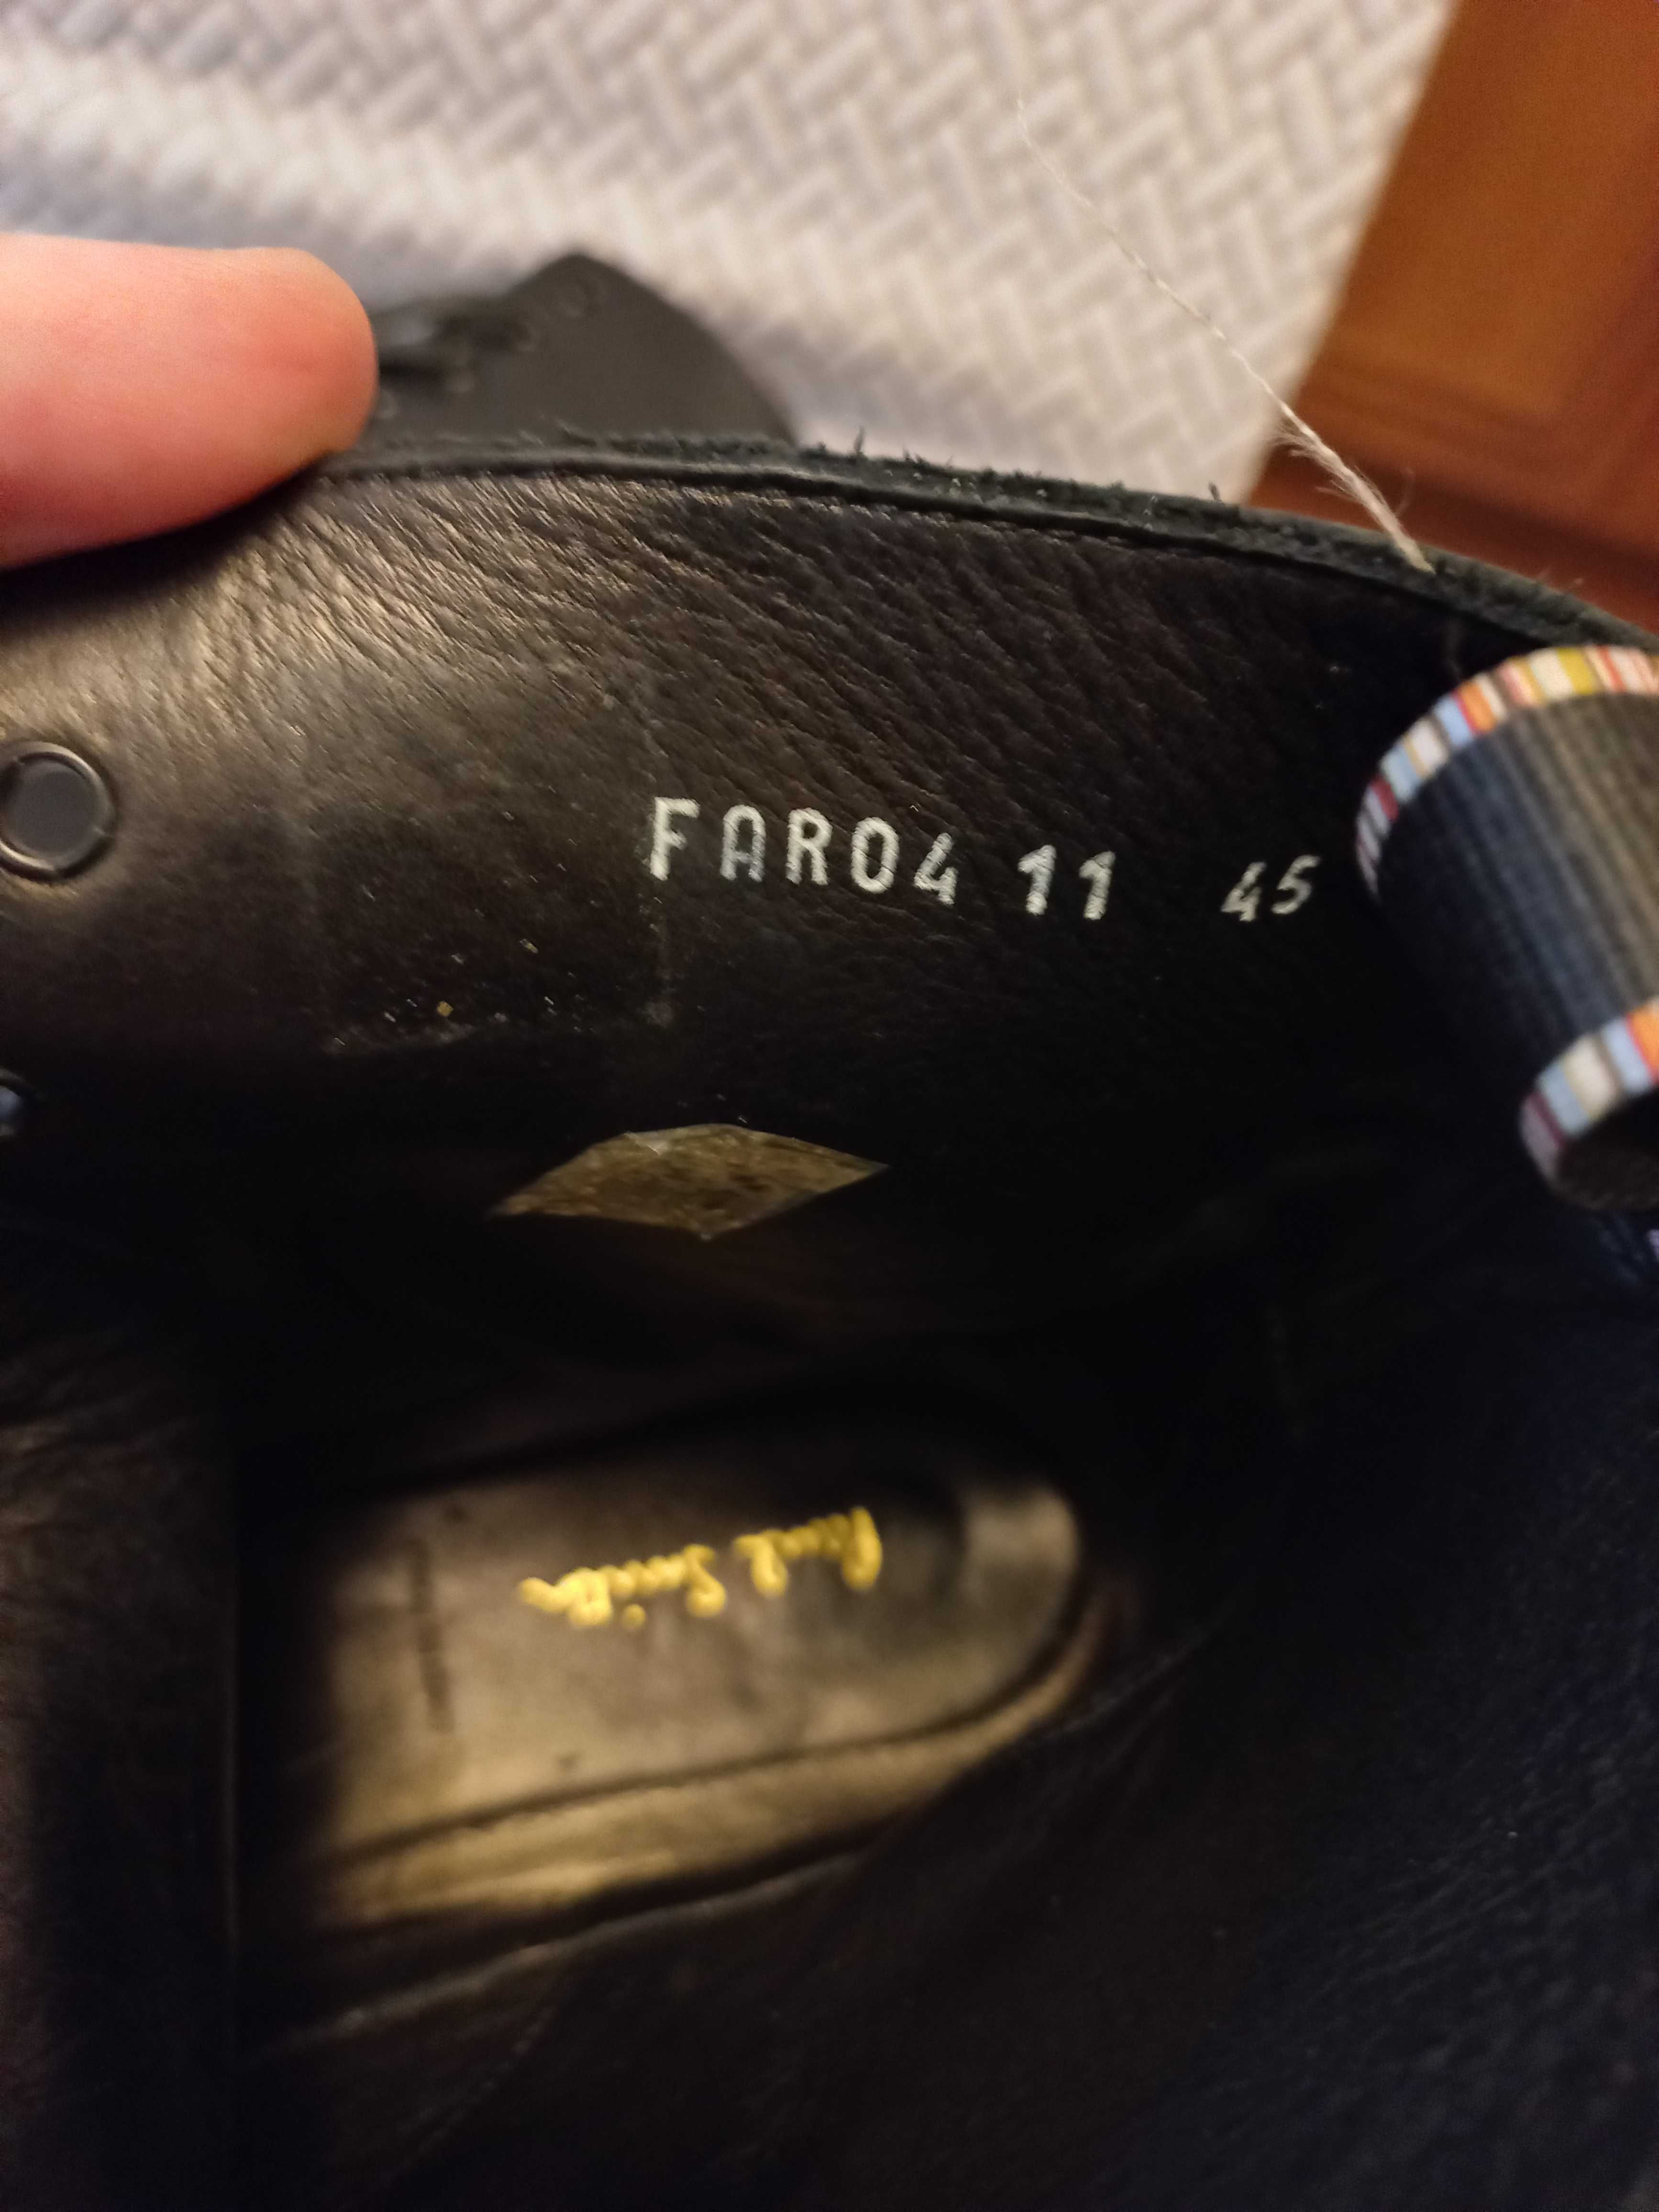 FAR04 11 45
Paul Smith